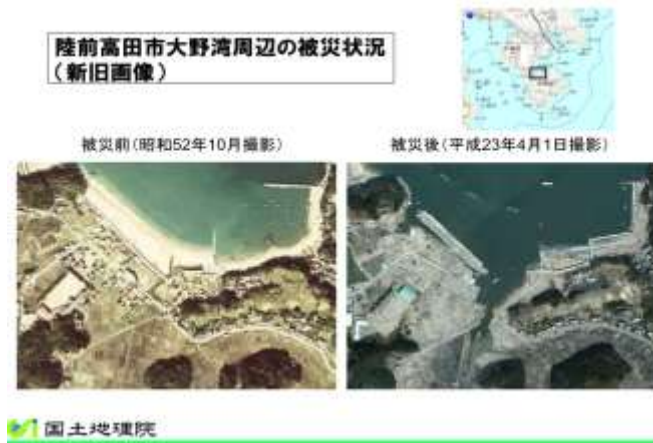 陸前高田市大野湾周辺の被災状況
（新旧画像）
被災前（昭和52年10月撮影）
被災後（平成23年4月1日撮影）
国土地理院